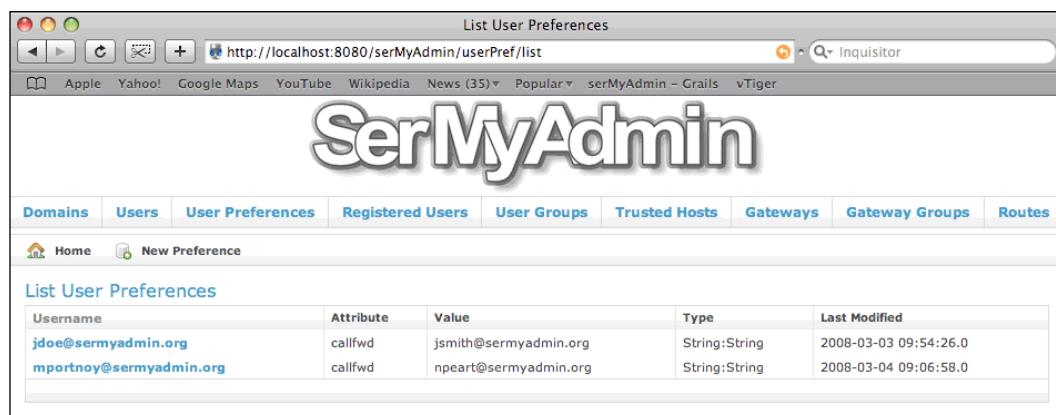 List User Preferences
http://localhost:8080/serMyAdmin/userPref/list
Inquisitor
Apple Yahoo! Google Maps YouTube Wikipedia News (35) Popular serMyAdmin – Grails vTiger
SerMyAdmin
Domains Users User Preferences Registered Users User Groups Trusted Hosts Gateways Gateway Groups Routes
Home New Preference
List User Preferences
Username Attribute Value Type Last Modified
jdoe@sermyadmin.org callfwd jsmith@sermyadmin.org String:String 2008-03-03 09:54:26.0
mportnoy@sermyadmin.org callfwd npeart@sermyadmin.org String:String 2008-03-04 09:06:58.0